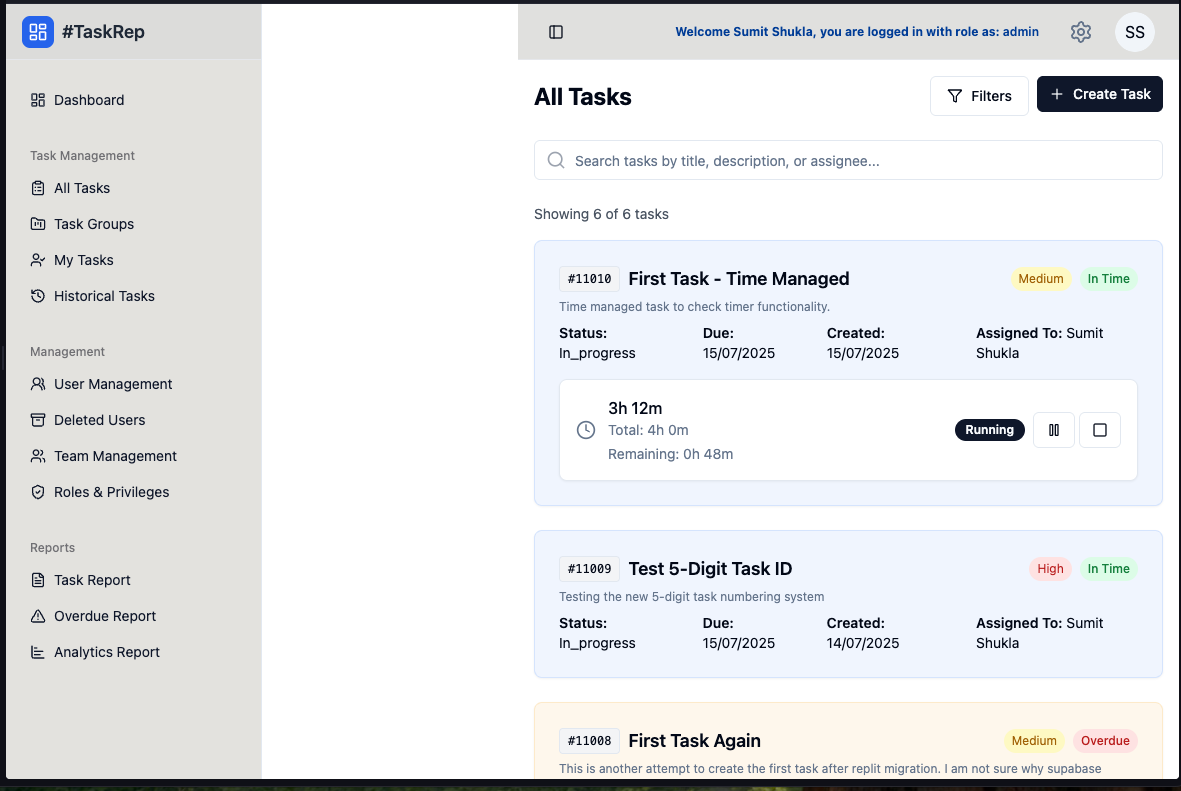 #TaskRep
Dashboard
Task Management
All Tasks
Task Groups
My Tasks
Historical Tasks
Management
User Management
Deleted Users
Team Management
Roles & Privileges
Reports
Task Report
Overdue Report
Analytics Report
Welcome Sumit Shukla, you are logged in with role as: admin
SS
All Tasks
Filters
+ Create Task
Search tasks by title, description, or assignee...
Showing 6 of 6 tasks
#11010 First Task - Time Managed Medium In Time
Time managed task to check timer functionality.
Status: Due: Created: Assigned To: Sumit
In_progress 15/07/2025 15/07/2025 Shukla
3h 12m
Total: 4h 0m
Remaining: 0h 48m
Running
#11009 Test 5-Digit Task ID High In Time
Testing the new 5-digit task numbering system
Status: Due: Created: Assigned To: Sumit
In_progress 15/07/2025 14/07/2025 Shukla
#11008 First Task Again Medium Overdue
This is another attempt to create the first task after replit migration. I am not sure why supabase